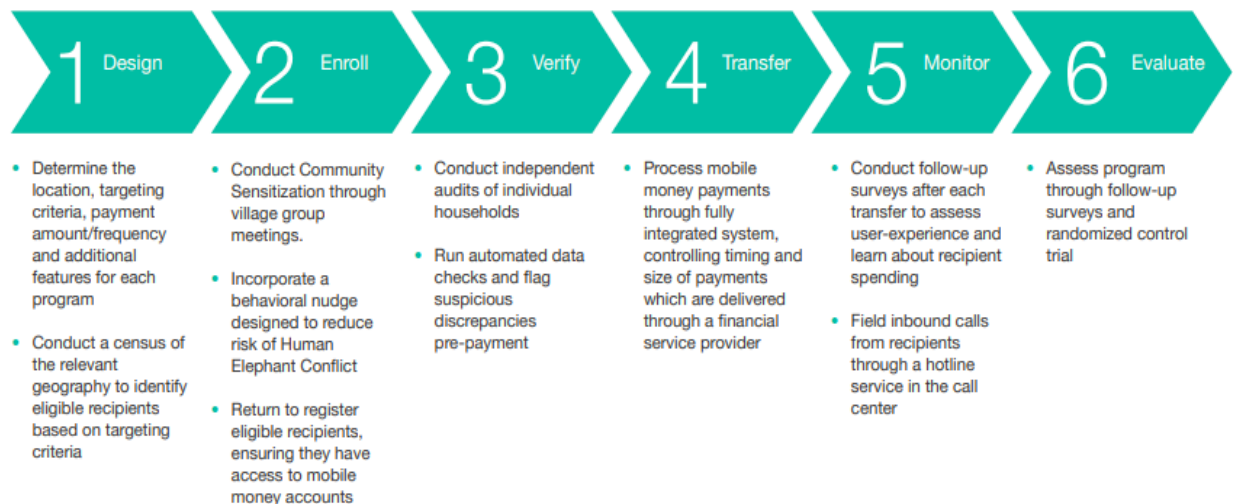 1 Design
2 Enroll
3 Verify
4 Transfer
5 Monitor
6 Evaluate
• Determine the
location, targeting
criteria, payment
amount/frequency
and additional
features for each
program
• Conduct a census of
the relevant
geography to identify
eligible recipients
based on targeting
criteria
• Conduct Community
Sensitization through
village group
meetings.
• Incorporate a
behavioral nudge
designed to reduce
risk of Human
Elephant Conflict
• Return to register
eligible recipients,
ensuring they have
access to mobile
money accounts
• Conduct independent
audits of individual
households
• Run automated data
checks and flag
suspicious
discrepancies
pre-payment
• Process mobile
money payments
through fully
integrated system,
controlling timing and
size of payments
which are delivered
through a financial
service provider
• Conduct follow-up
surveys after each
transfer to assess
user-experience and
learn about recipient
spending
• Field inbound calls
from recipients
through a hotline
service in the call
center
• Assess program
through follow-up
surveys and
randomized control
trial